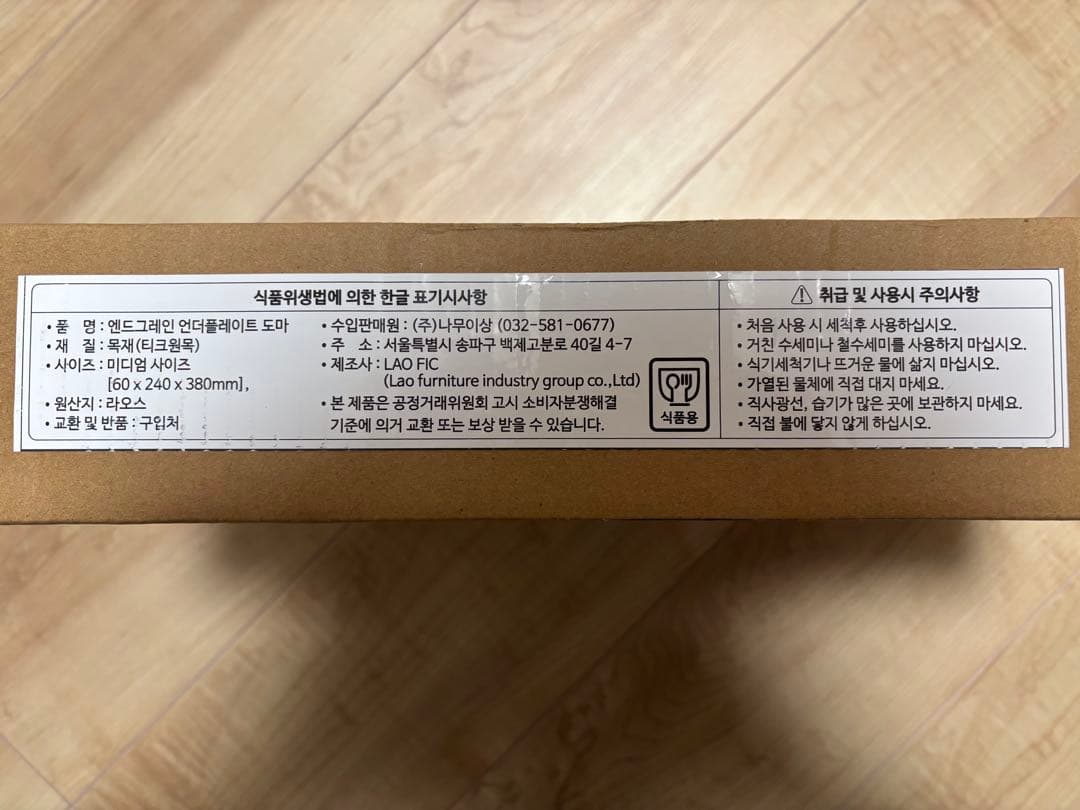 식품위생법에 의한 한글 표기시사항
• 품 명 : 엔드그레인 언더플레이트 도마
• 재 질 : 목재(티크원목)
• 사이즈 : 미디엄 사이즈
[60 x 240 x 380mm],
• 원산지 : 라오스
• 교환 및 반품 : 구입처
• 수입판매원 : (주)나무이상 (032-581-0677)
• 주 소 : 서울특별시 송파구 백제고분로 40길 4-7
• 제조사 : LAO FIC
(Lao furniture industry group co.,Ltd)
• 본 제품은 공정거래위원회 고시 소비자분쟁해결
기준에 의거 교환 또는 보상 받을 수 있습니다.
식품용
취급 및 사용시 주의사항
• 처음 사용 시 세척후 사용하십시오.
• 거친 수세미나 철수세미를 사용하지 마십시오.
• 식기세척기나 뜨거운 물에 삶지 마십시오.
• 가열된 물체에 직접 대지 마세요.
• 직사광선, 습기가 많은 곳에 보관하지 마세요.
• 직접 불에 닿지 않게 하십시오.